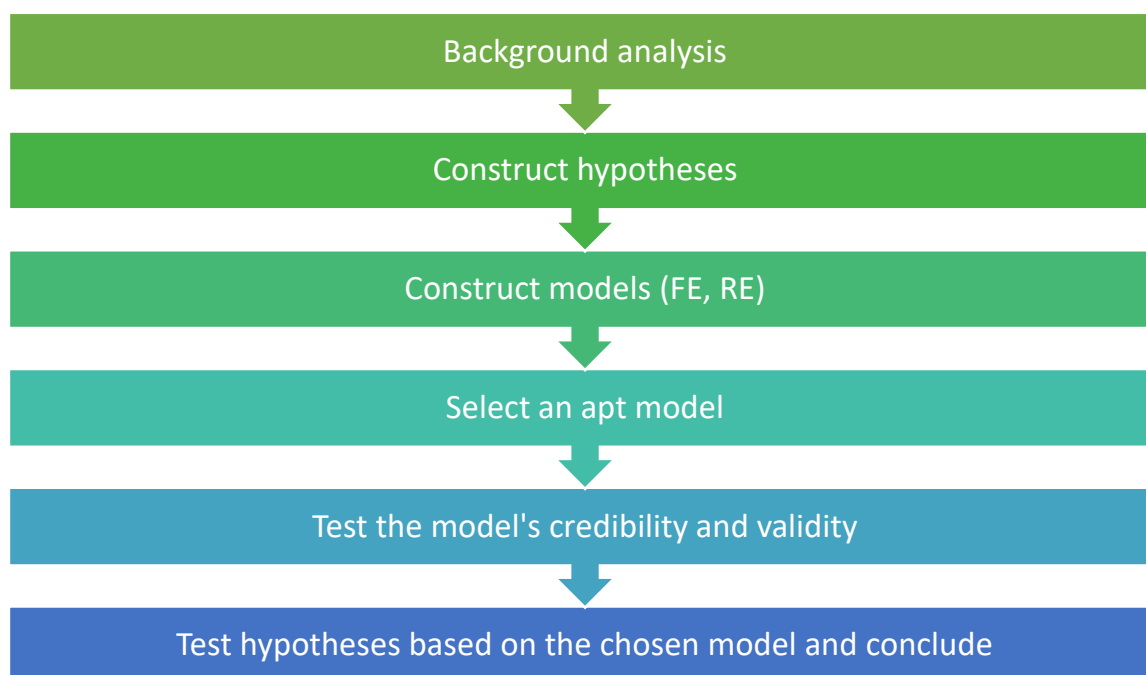 Background analysis
Construct hypotheses
Construct models (FE, RE)
Select an apt model
Test the model's credibility and validity
Test hypotheses based on the chosen model and conclude